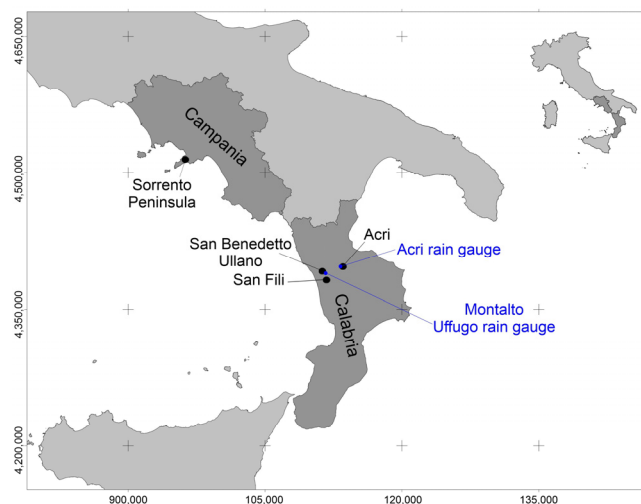 4,650,000
Campania
4,500,000
Sorrento
Peninsula
San Benedetto
Ullano
Acri
Acri rain gauge
San Fili
4,350,000
Calabria
Montalto
Uffugo rain gauge
4,200,000
900,000
105,000
120,000
135,000